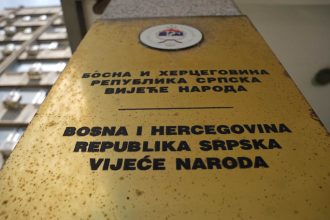 БОСНА И ХЕРЦЕГОВИНА
РЕПУБЛИКА СРПСКА
ВИЈЕЋЕ НАРОДА
BOSNA I HERCEGOVINA
REPUBLIKA SRPSKA
VIJEĆE NARODA